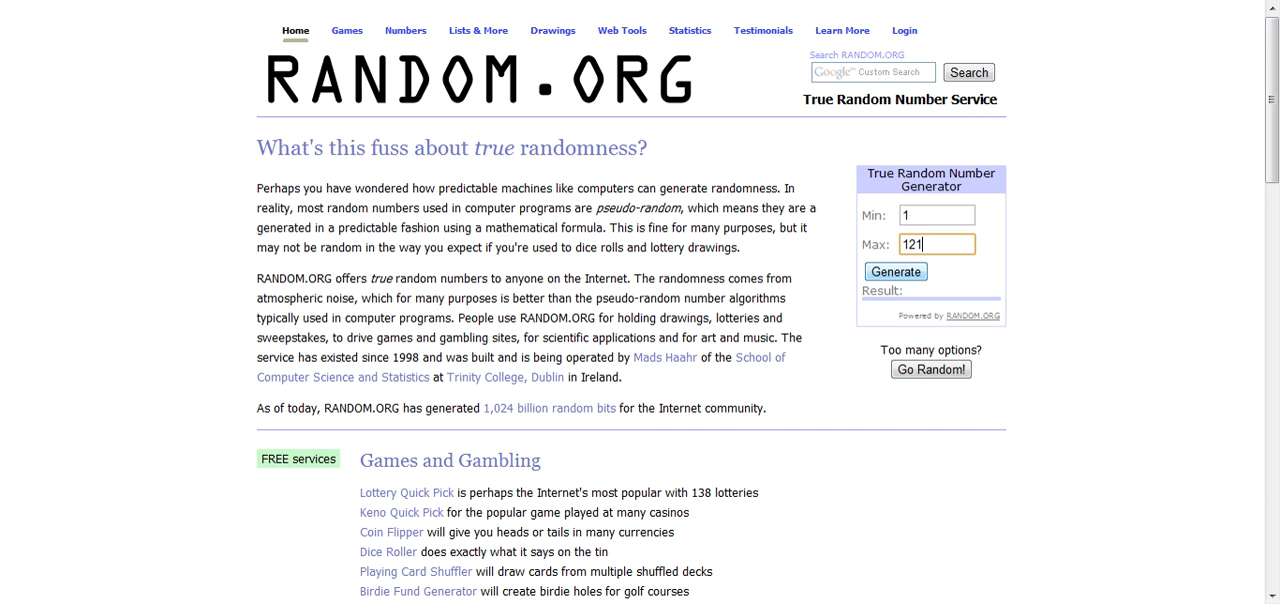 Home Games Numbers Lists & More Drawings Web Tools Statistics Testimonials Learn More Login
RANDOM.ORG
Search RANDOM.ORG
Google™ Custom Search Search
True Random Number Service
What's this fuss about true randomness?
Perhaps you have wondered how predictable machines like computers can generate randomness. In
reality, most random numbers used in computer programs are pseudo-random, which means they are a
generated in a predictable fashion using a mathematical formula. This is fine for many purposes, but it
may not be random in the way you expect if you're used to dice rolls and lottery drawings.
RANDOM.ORG offers true random numbers to anyone on the Internet. The randomness comes from
atmospheric noise, which for many purposes is better than the pseudo-random number algorithms
typically used in computer programs. People use RANDOM.ORG for holding drawings, lotteries and
sweepstakes, to drive games and gambling sites, for scientific applications and for art and music. The
service has existed since 1998 and was built and is being operated by Mads Haahr of the School of
Computer Science and Statistics at Trinity College, Dublin in Ireland.
As of today, RANDOM.ORG has generated 1,024 billion random bits for the Internet community.
True Random Number
Generator
Min: 1
Max: 121
Generate
Result:
Powered by RANDOM.ORG
Too many options?
Go Random!
FREE services
Games and Gambling
Lottery Quick Pick is perhaps the Internet's most popular with 138 lotteries
Keno Quick Pick for the popular game played at many casinos
Coin Flipper will give you heads or tails in many currencies
Dice Roller does exactly what it says on the tin
Playing Card Shuffler will draw cards from multiple shuffled decks
Birdie Fund Generator will create birdie holes for golf courses